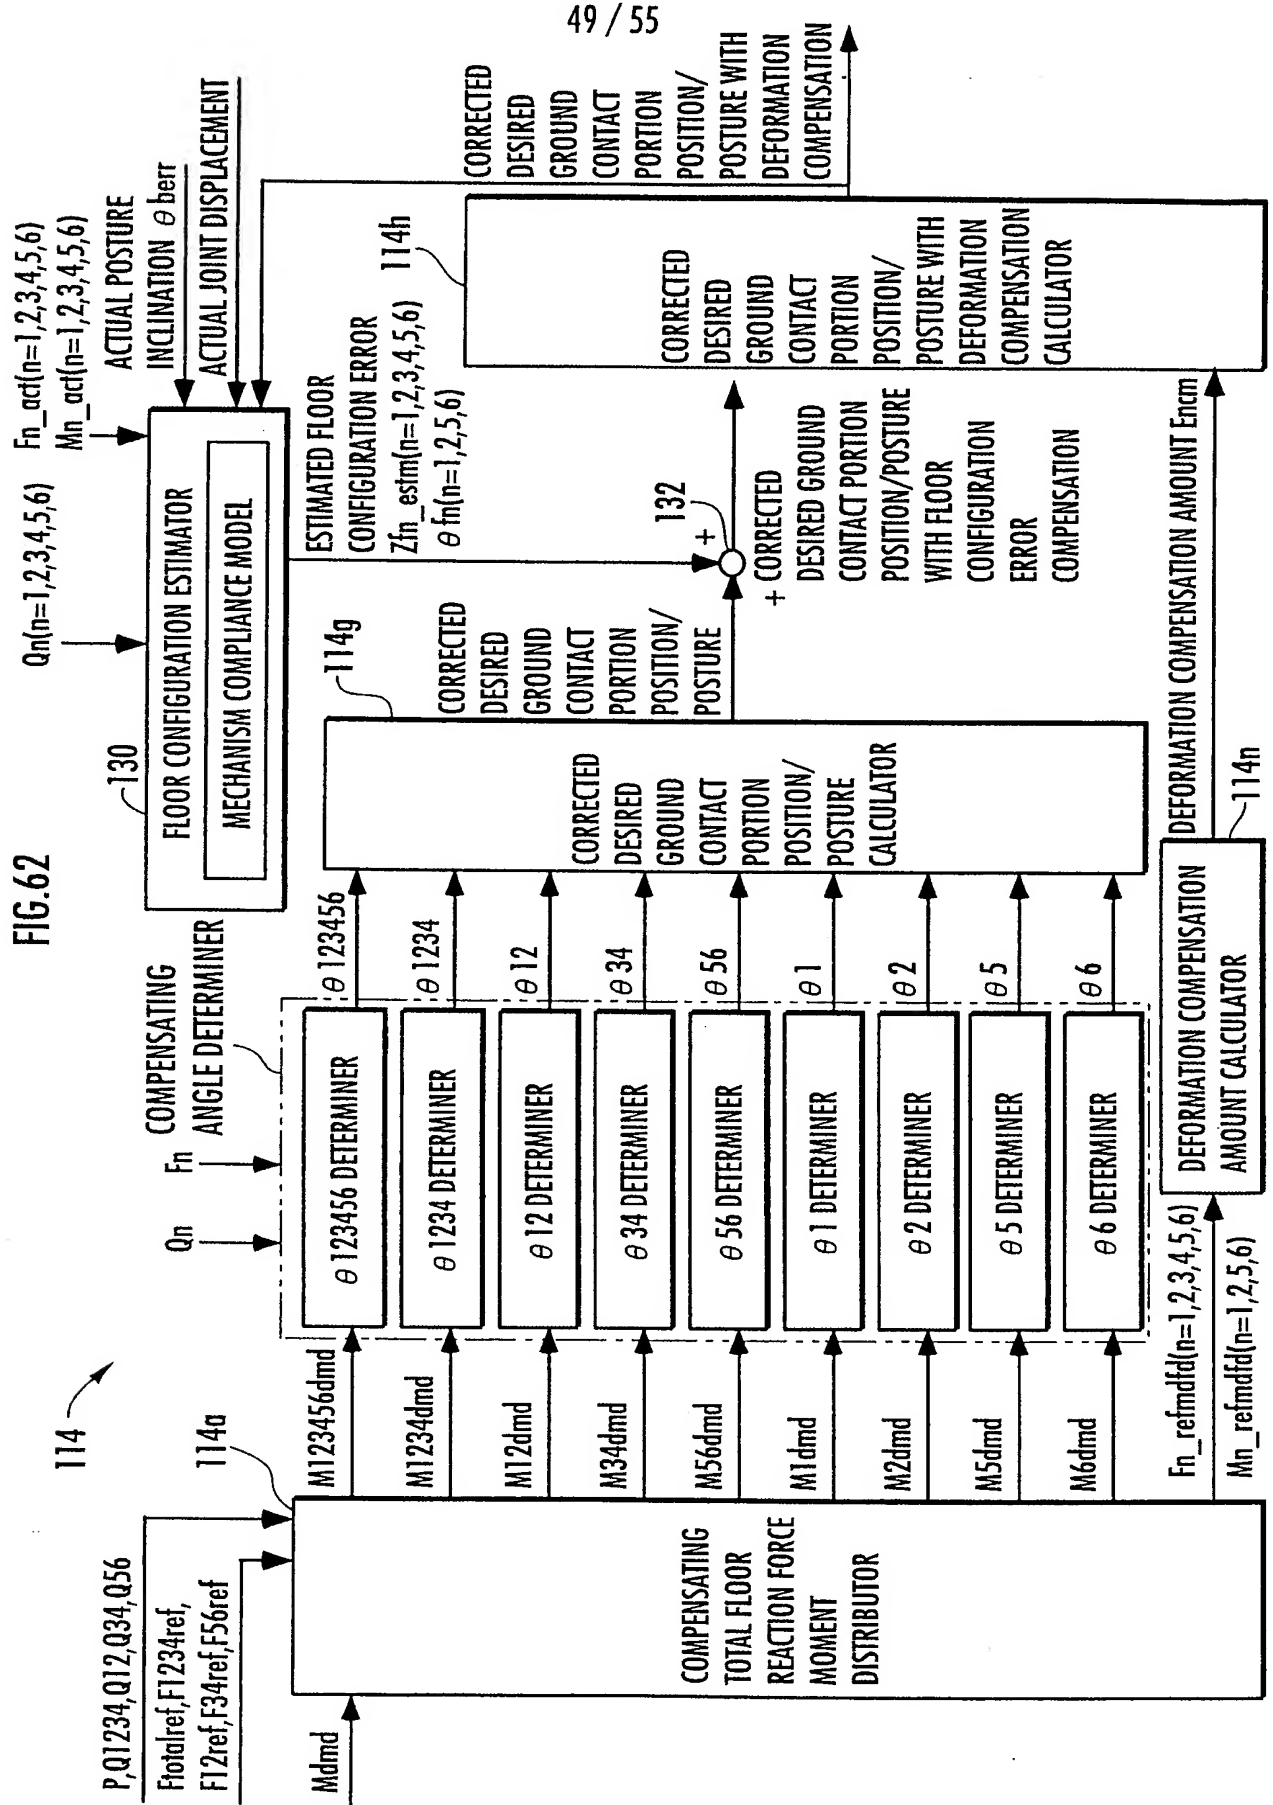 49 / 55
FIG.62
114
P,Q1234,Q12,Q34,Q56
Ftotalref,F1234ref,
F12ref,F34ref,F56ref
Mdmd
114a
COMPENSATING
TOTAL FLOOR
REACTION FORCE
MOMENT
DISTRIBUTOR
M123456dmd
M1234dmd
M12dmd
M34dmd
M56dmd
M1dmd
M2dmd
M5dmd
M6dmd
Fn_refmdfd(n=1,2,3,4,5,6)
Mn_refmdfd(n=1,2,5,6)
Qn
Fn
COMPENSATING
ANGLE DETERMINER
θ123456 DETERMINER
θ1234 DETERMINER
θ12 DETERMINER
θ34 DETERMINER
θ56 DETERMINER
θ1 DETERMINER
θ2 DETERMINER
θ5 DETERMINER
θ6 DETERMINER
θ123456
θ1234
θ12
θ34
θ56
θ1
θ2
θ5
θ6
DEFORMATION COMPENSATION
AMOUNT CALCULATOR
114n
DEFORMATION COMPENSATION AMOUNT Encm
CORRECTED
DESIRED
GROUND
CONTACT
PORTION
POSITION/
POSTURE
CALCULATOR
114g
CORRECTED
DESIRED
GROUND
CONTACT
PORTION
POSITION/
POSTURE
130
FLOOR CONFIGURATION ESTIMATOR
MECHANISM COMPLIANCE MODEL
Qn(n=1,2,3,4,5,6)
Fn_act(n=1,2,3,4,5,6)
Mn_act(n=1,2,3,4,5,6)
ACTUAL POSTURE
INCLINATION θberr
ACTUAL JOINT DISPLACEMENT
ESTIMATED FLOOR
CONFIGURATION ERROR
Zfn_estm(n=1,2,3,4,5,6)
θfn(n=1,2,5,6)
132
+
+
CORRECTED
DESIRED GROUND
CONTACT PORTION
POSITION/POSTURE
WITH FLOOR
CONFIGURATION
ERROR
COMPENSATION
114h
CORRECTED
DESIRED
GROUND
CONTACT
PORTION
POSITION/
POSTURE WITH
DEFORMATION
COMPENSATION
CALCULATOR
CORRECTED
DESIRED
GROUND
CONTACT
PORTION
POSITION/
POSTURE WITH
DEFORMATION
COMPENSATION